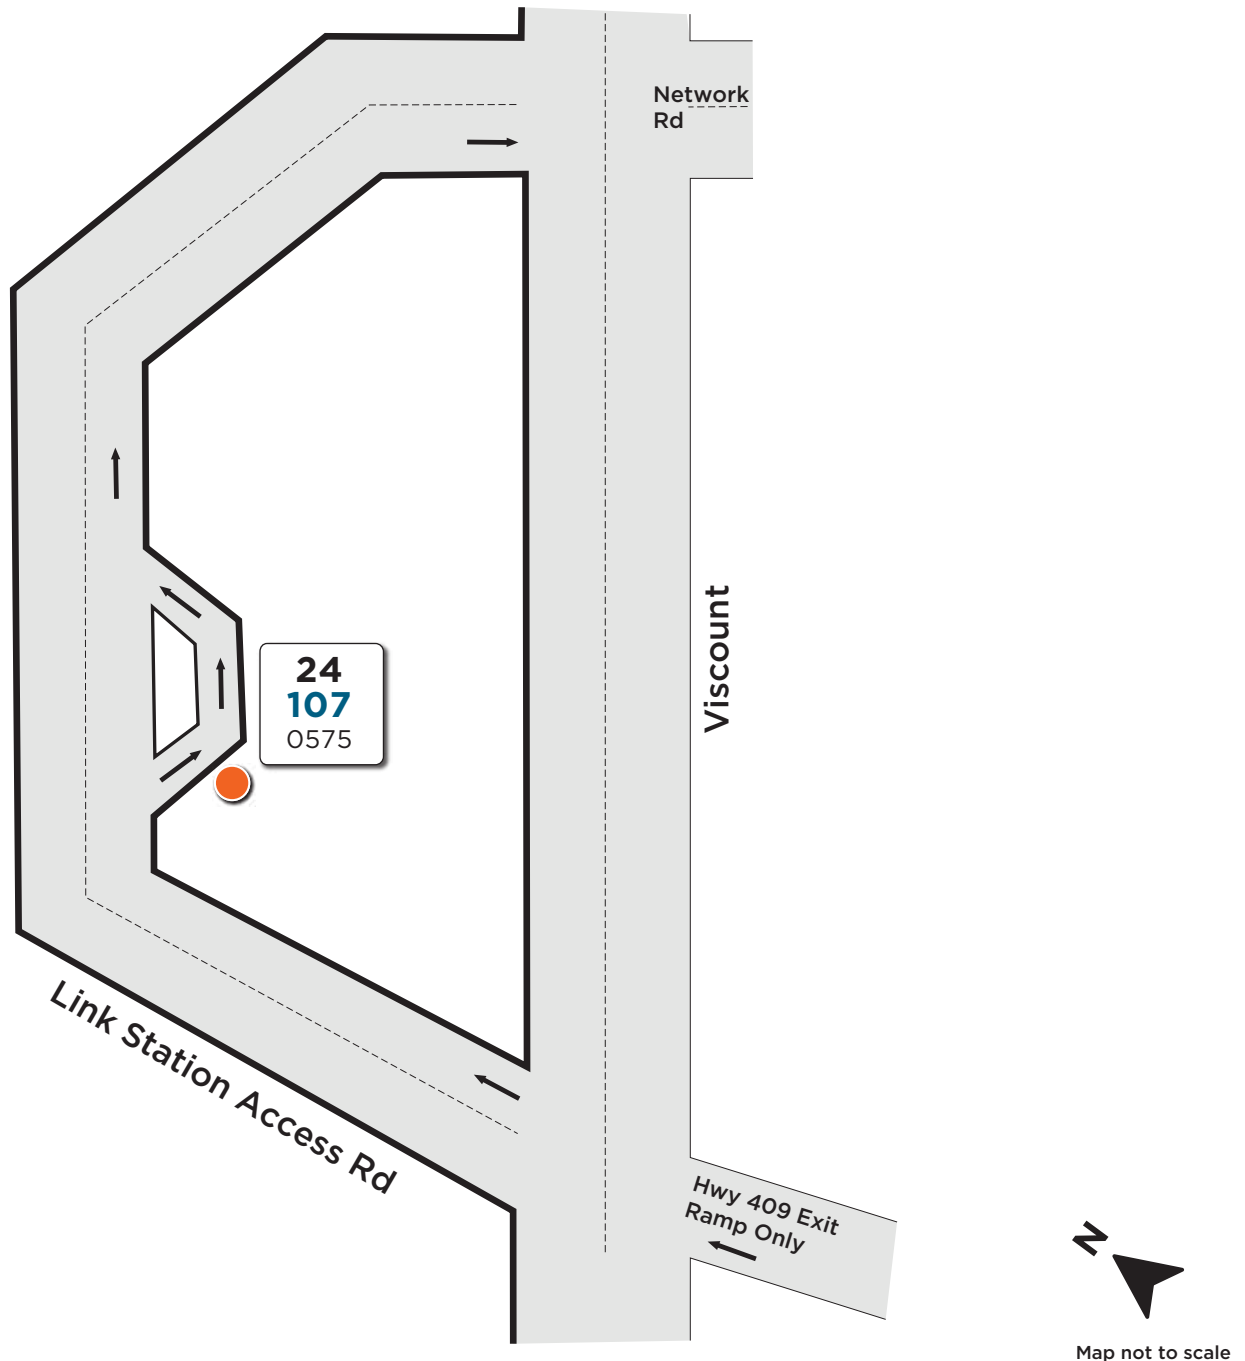 Network
Rd
24
107
0575
Viscount
Link Station Access Rd
Hwy 409 Exit
Ramp Only
N
Map not to scale